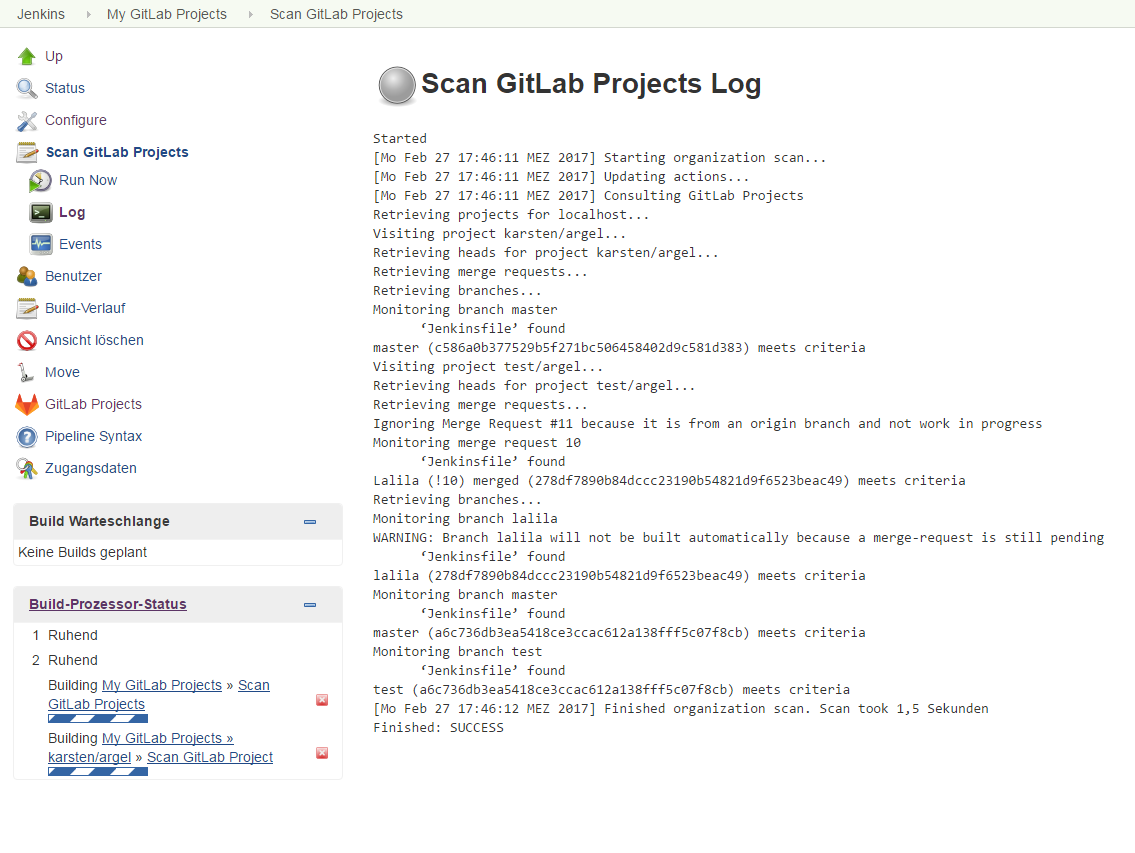 Jenkins
My GitLab Projects
Scan GitLab Projects
Up
Status
Configure
Scan GitLab Projects
Run Now
Log
Events
Benutzer
Build-Verlauf
Ansicht löschen
Move
GitLab Projects
Pipeline Syntax
Zugangsdaten
Build Warteschlange
Keine Builds geplant
Build-Prozessor-Status
1 Ruhend
2 Ruhend
Building My GitLab Projects » Scan
GitLab Projects
Building My GitLab Projects »
karsten/argel » Scan GitLab Project
Scan GitLab Projects Log
Started
[Mo Feb 27 17:46:11 MEZ 2017] Starting organization scan...
[Mo Feb 27 17:46:11 MEZ 2017] Updating actions...
[Mo Feb 27 17:46:11 MEZ 2017] Consulting GitLab Projects
Retrieving projects for localhost...
Visiting project karsten/argel...
Retrieving heads for project karsten/argel...
Retrieving merge requests...
Retrieving branches...
Monitoring branch master
‘Jenkinsfile’ found
master (c586a0b377529b5f271bc506458402d9c581d383) meets criteria
Visiting project test/argel...
Retrieving heads for project test/argel...
Retrieving merge requests...
Ignoring Merge Request #11 because it is from an origin branch and not work in progress
Monitoring merge request 10
‘Jenkinsfile’ found
Lalila (!10) merged (278df7890b84dccc23190b54821d9f6523beac49) meets criteria
Retrieving branches...
Monitoring branch lalila
WARNING: Branch lalila will not be built automatically because a merge-request is still pending
‘Jenkinsfile’ found
lalila (278df7890b84dccc23190b54821d9f6523beac49) meets criteria
Monitoring branch master
‘Jenkinsfile’ found
master (a6c736db3ea5418ce3ccac612a138fff5c07f8cb) meets criteria
Monitoring branch test
‘Jenkinsfile’ found
test (a6c736db3ea5418ce3ccac612a138fff5c07f8cb) meets criteria
[Mo Feb 27 17:46:12 MEZ 2017] Finished organization scan. Scan took 1,5 Sekunden
Finished: SUCCESS